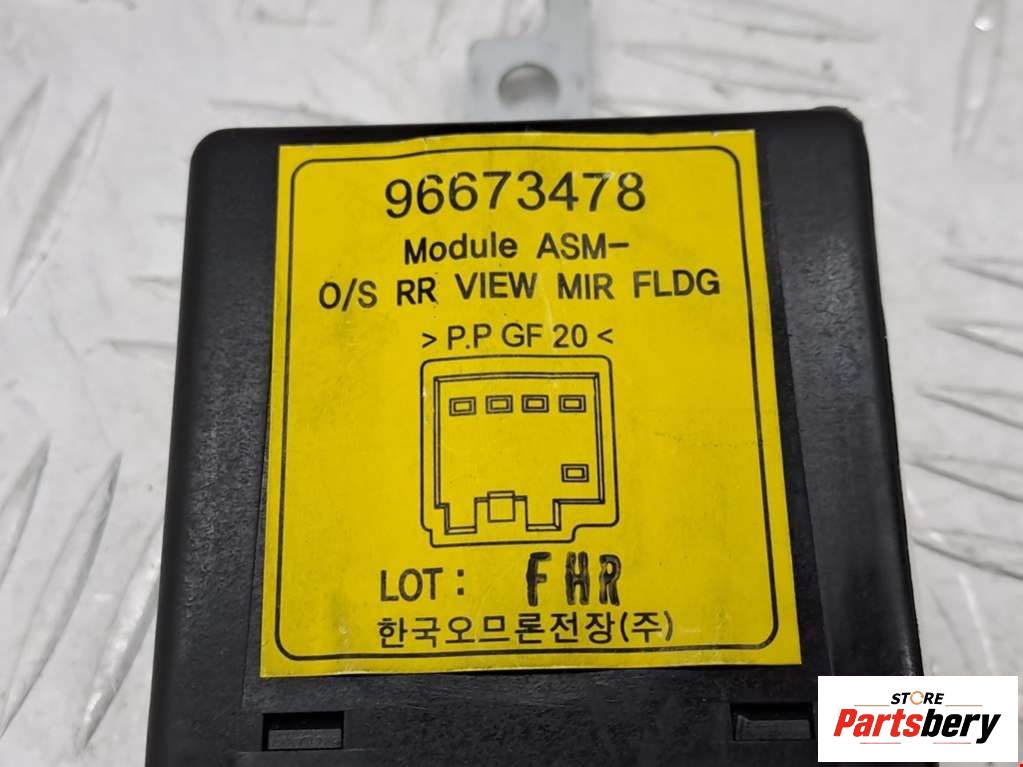 96673478
Module ASM-
O/S RR VIEW MIR FLDG
> P.P GF 20 <
LOT : FHR
한국오므론전장(주)
STORE
Partsbery